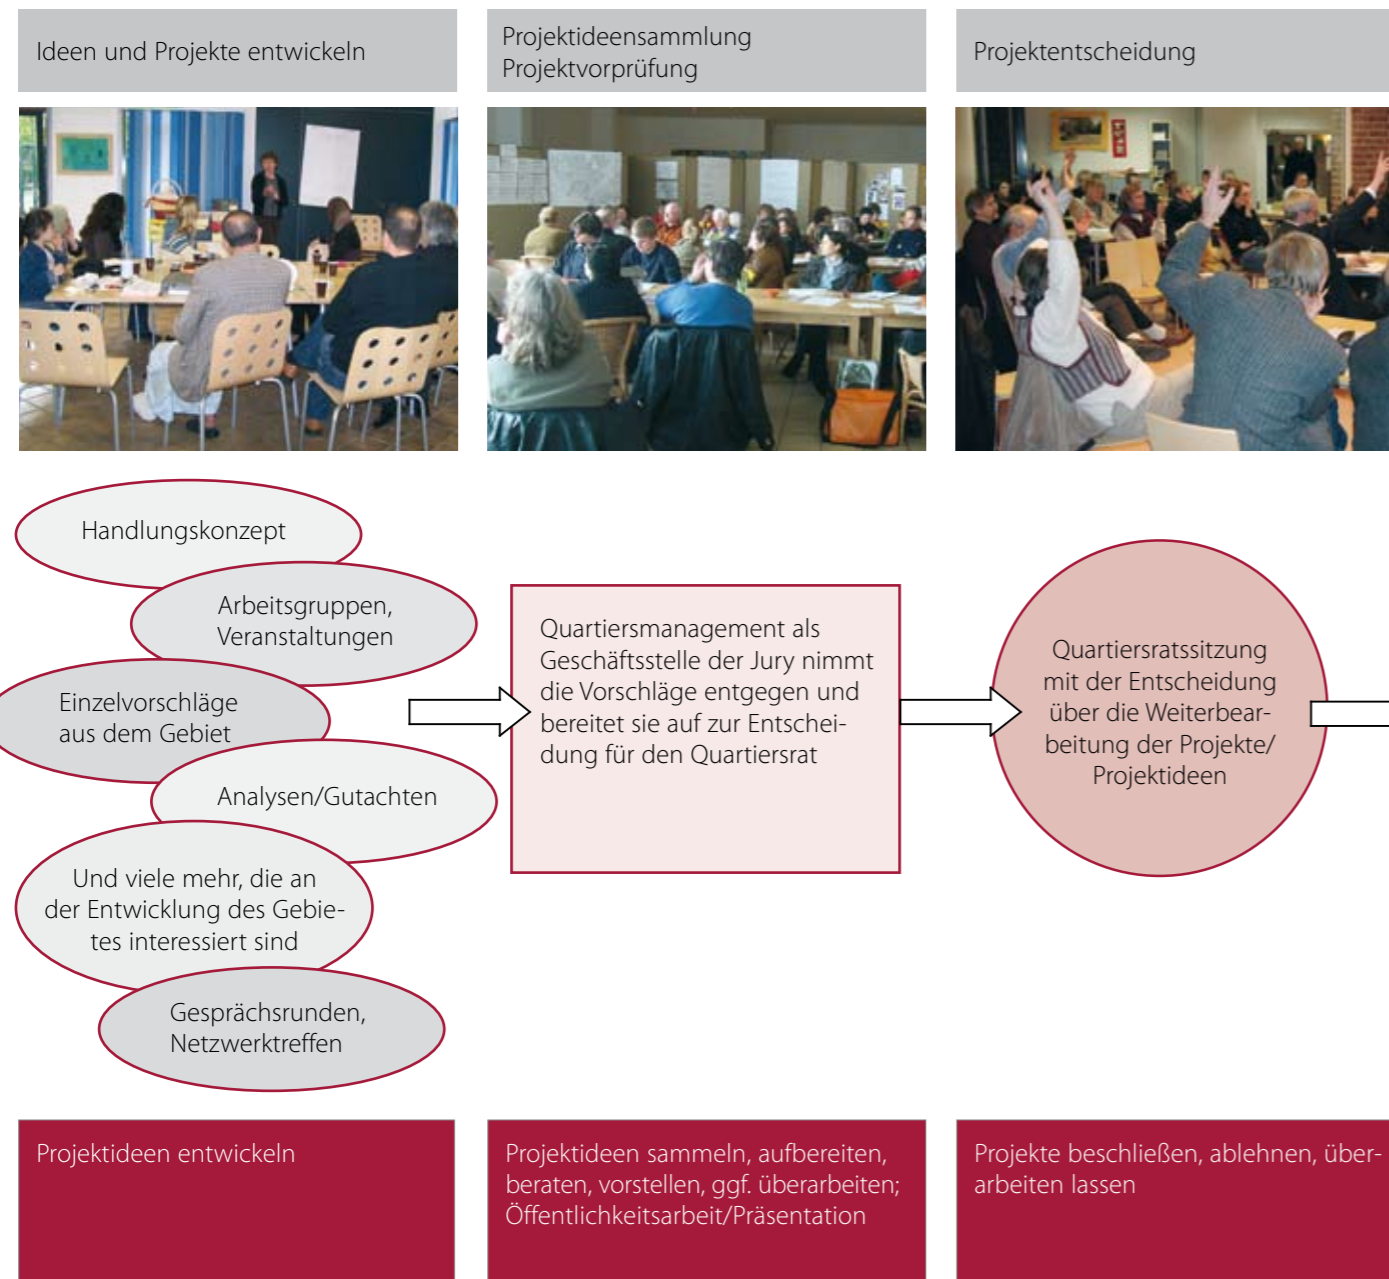 Ideen und Projekte entwickeln
Projektideensammlung
Projektvorprüfung
Projektentscheidung
Handlungskonzept
Arbeitsgruppen,
Veranstaltungen
Einzelvorschläge
aus dem Gebiet
Analysen/Gutachten
Und viele mehr, die an
der Entwicklung des Gebie-
tes interessiert sind
Gesprächsrunden,
Netzwerktreffen
Quartiersmanagement als
Geschäftsstelle der Jury nimmt
die Vorschläge entgegen und
bereitet sie auf zur Entschei-
dung für den Quartiersrat
Quartiersratssitzung
mit der Entscheidung
über die Weiterbear-
beitung der Projekte/
Projektideen
Projektideen entwickeln
Projektideen sammeln, aufbereiten,
beraten, vorstellen, ggf. überarbeiten;
Öffentlichkeitsarbeit/Präsentation
Projekte beschließen, ablehnen, über-
arbeiten lassen